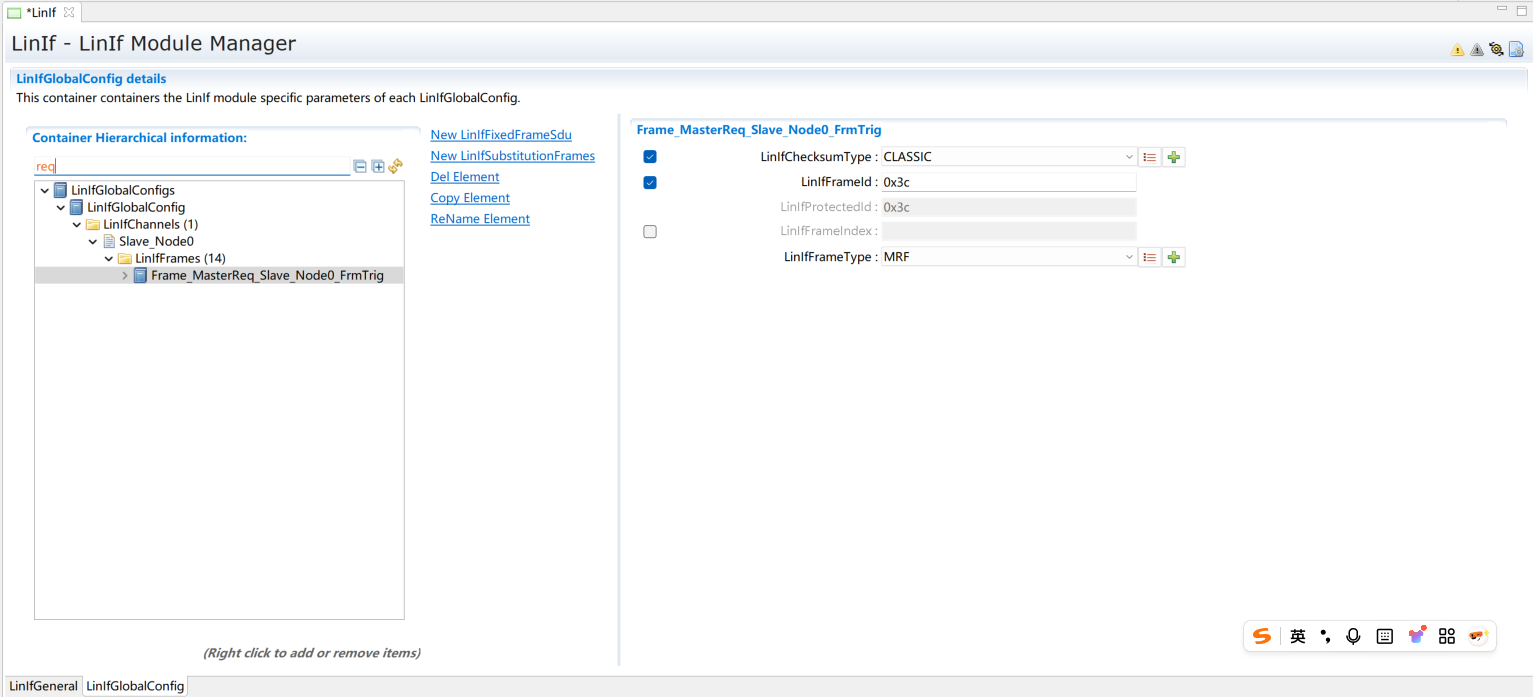 *LinIf
LinIf - LinIf Module Manager
LinIfGlobalConfig details
This container containers the LinIf module specific parameters of each LinIfGlobalConfig.
Container Hierarchical information:
req
LinIfGlobalConfigs
LinIfGlobalConfig
LinIfChannels (1)
Slave_Node0
LinIfFrames (14)
Frame_MasterReq_Slave_Node0_FrmTrig
(Right click to add or remove items)
New LinIfFixedFrameSdu
New LinIfSubstitutionFrames
Del Element
Copy Element
ReName Element
Frame_MasterReq_Slave_Node0_FrmTrig
LinIfChecksumType : CLASSIC
LinIfFrameId : 0x3c
LinIfProtectedId : 0x3c
LinIfFrameIndex :
LinIfFrameType : MRF
英
LinIfGeneral LinIfGlobalConfig